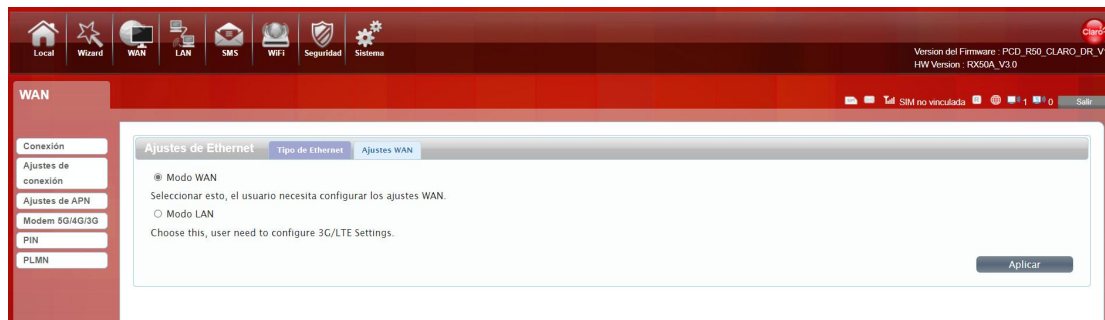 Local Wizard WAN LAN SMS WiFi Seguridad Sistema
Claro
Version del Firmware : PCD_R50_CLARO_DR_V
HW Version : RX50A_V3.0
WAN
SIM no vinculada 1 0 Salir
Conexión
Ajustes de
conexión
Ajustes de APN
Modem 5G/4G/3G
PIN
PLMN
Ajustes de Ethernet Tipo de Ethernet Ajustes WAN
Modo WAN
Seleccionar esto, el usuario necesita configurar los ajustes WAN.
Modo LAN
Choose this, user need to configure 3G/LTE Settings.
Aplicar